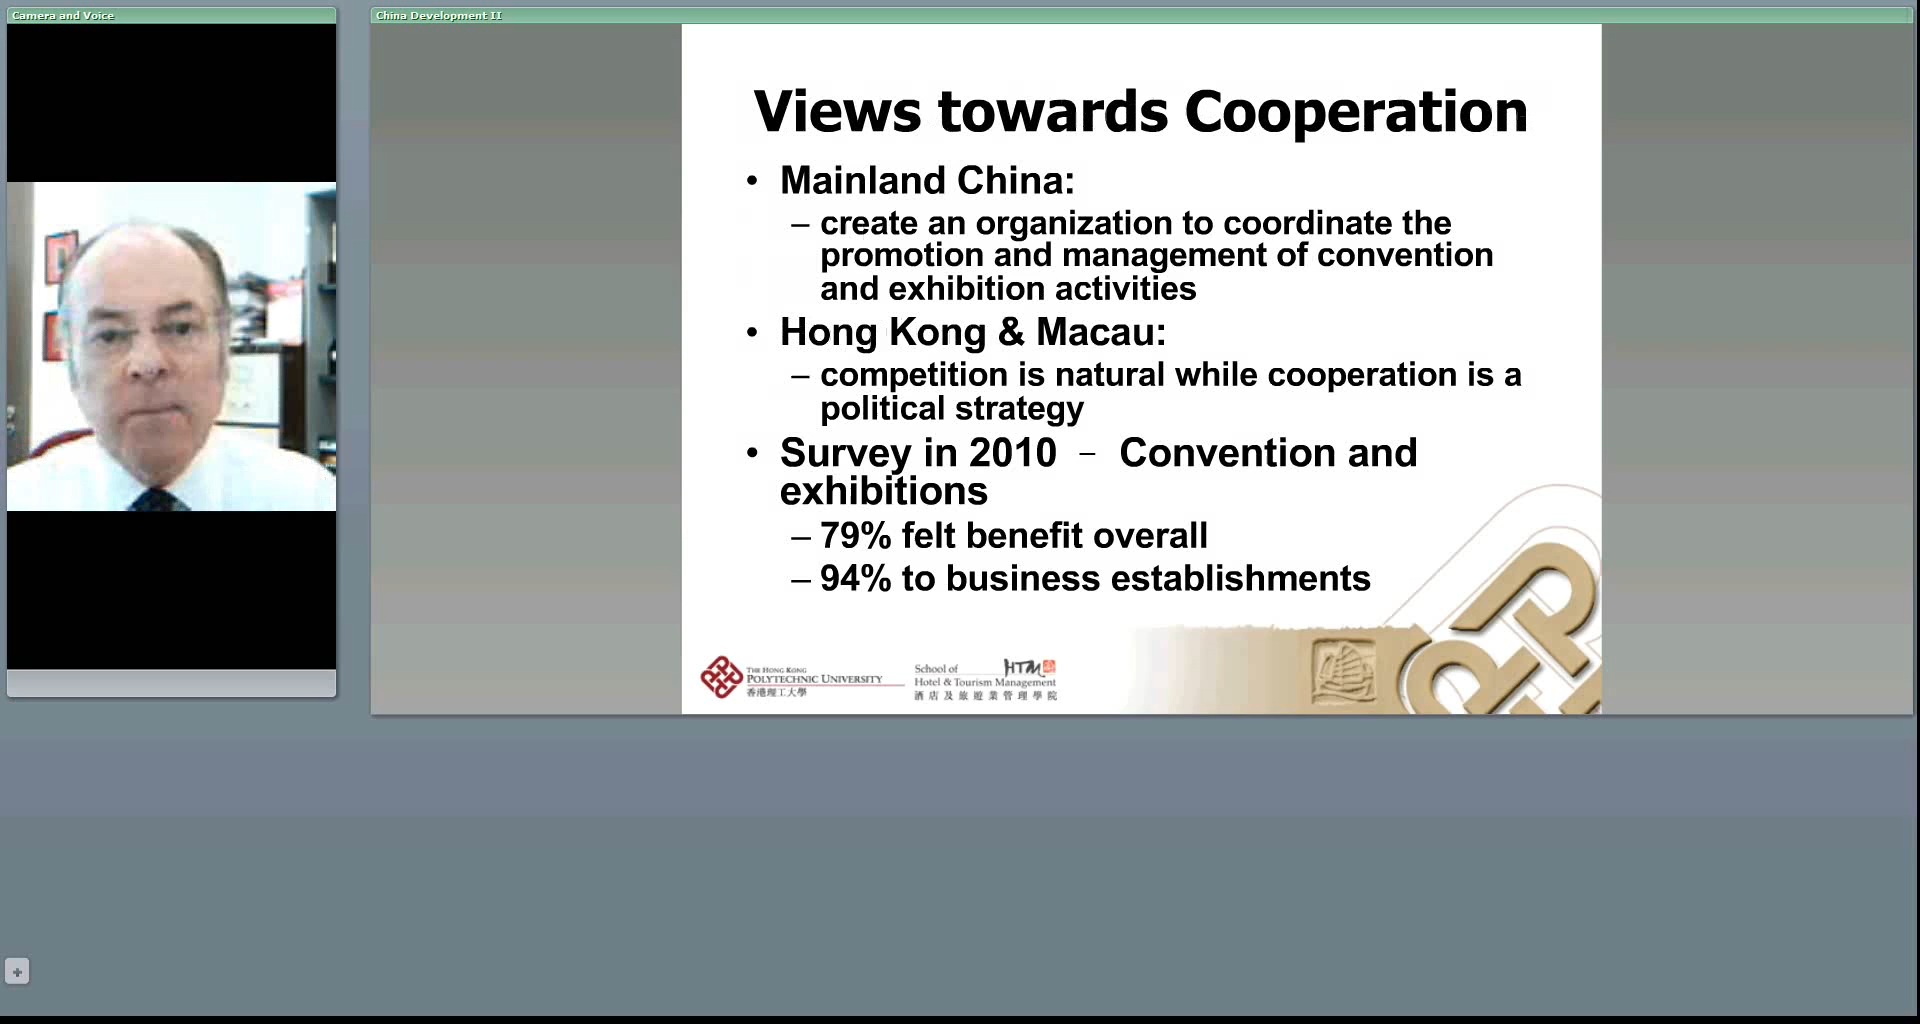 Camera and Voice
China Development II
Views towards Cooperation
• Mainland China:
– create an organization to coordinate the
promotion and management of convention
and exhibition activities
• Hong Kong & Macau:
– competition is natural while cooperation is a
political strategy
• Survey in 2010 – Convention and
exhibitions
– 79% felt benefit overall
– 94% to business establishments
THE HONG KONG
POLYTECHNIC UNIVERSITY
香港理工大學
School of HTM
Hotel & Tourism Management
酒店及旅遊業管理學院